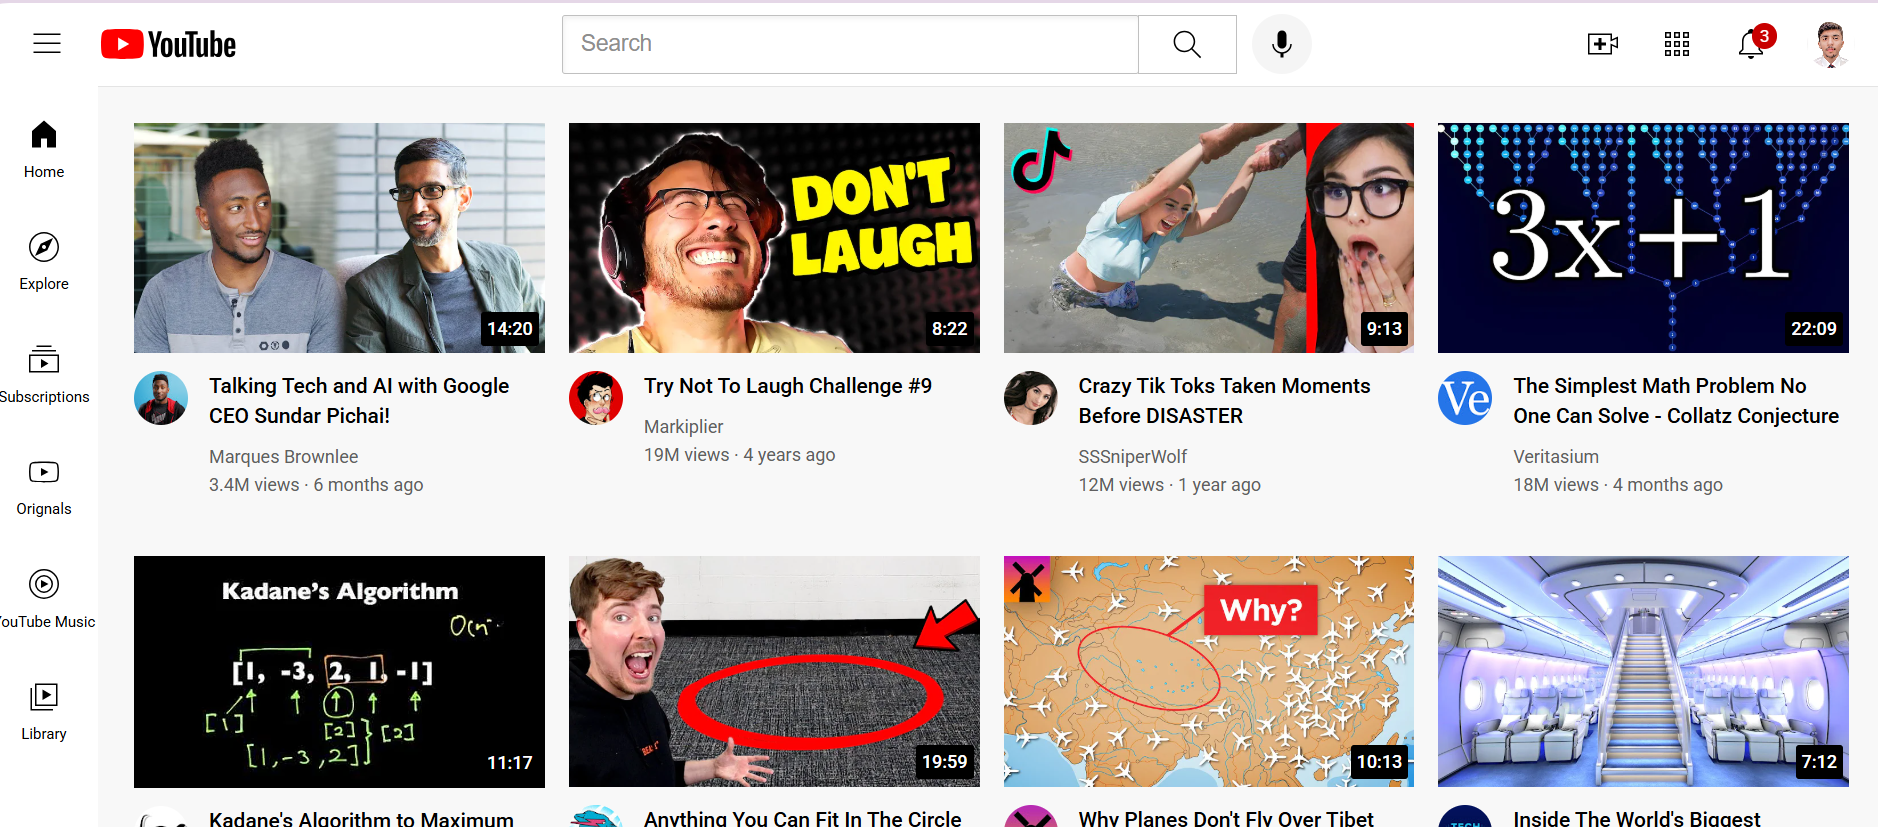 YouTube
Search
3
Home
Explore
Subscriptions
Orignals
YouTube Music
Library
14:20
Talking Tech and AI with Google
CEO Sundar Pichai!
Marques Brownlee
3.4M views · 6 months ago
DON'T
LAUGH
8:22
Try Not To Laugh Challenge #9
Markiplier
19M views · 4 years ago
9:13
Crazy Tik Toks Taken Moments
Before DISASTER
SSSniperWolf
12M views · 1 year ago
3x+1
22:09
Ve
The Simplest Math Problem No
One Can Solve - Collatz Conjecture
Veritasium
18M views · 4 months ago
Kadane's Algorithm
[1, -3, 2, 1, -1]
[1]
[2]
[2]
[1,-3,2]
11:17
Kadane's Algorithm to Maximum
19:59
Anything You Can Fit In The Circle
Why?
10:13
Why Planes Don't Fly Over Tibet
7:12
TECH
Inside The World's Biggest